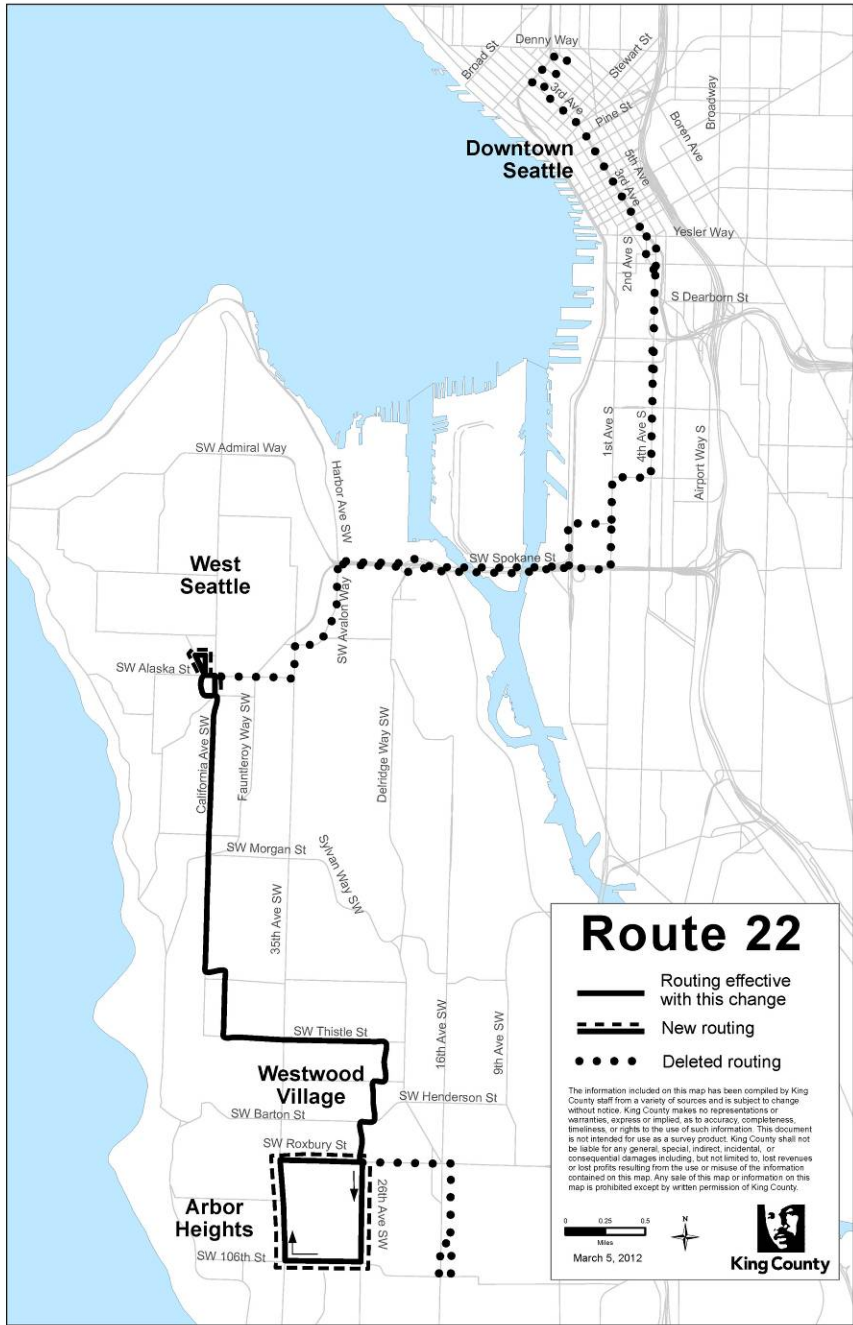 Denny Way
Broad St
Stewart St
3rd Ave
Pine St
Broadway
Boren Ave
Downtown
Seattle
5th Ave
3rd Ave
Yesler Way
2nd Ave S
S Dearborn St
1st Ave S
4th Ave S
Airport Way S
SW Admiral Way
Harbor Ave SW
SW Spokane St
West
Seattle
SW Avalon Way
SW Alaska St
California Ave SW
Fauntleroy Way SW
Delridge Way SW
SW Morgan St
Sylvan Way SW
35th Ave SW
SW Thistle St
16th Ave SW
9th Ave SW
Westwood
Village
SW Henderson St
SW Barton St
SW Roxbury St
26th Ave SW
Arbor
Heights
SW 106th St
Route 22
Routing effective
with this change
New routing
Deleted routing
The information included on this map has been compiled by King
County staff from a variety of sources and is subject to change
without notice. King County makes no representations or
warranties, express or implied, as to accuracy, completeness,
timeliness, or rights to the use of such information. This document
is not intended for use as a survey product. King County shall not
be liable for any general, special, indirect, incidental, or
consequential damages including, but not limited to, lost revenues
or lost profits resulting from the use or misuse of the information
contained on this map. Any sale of this map or information on this
map is prohibited except by written permission of King County.
0 0.25 0.5
Miles
N
March 5, 2012
King County